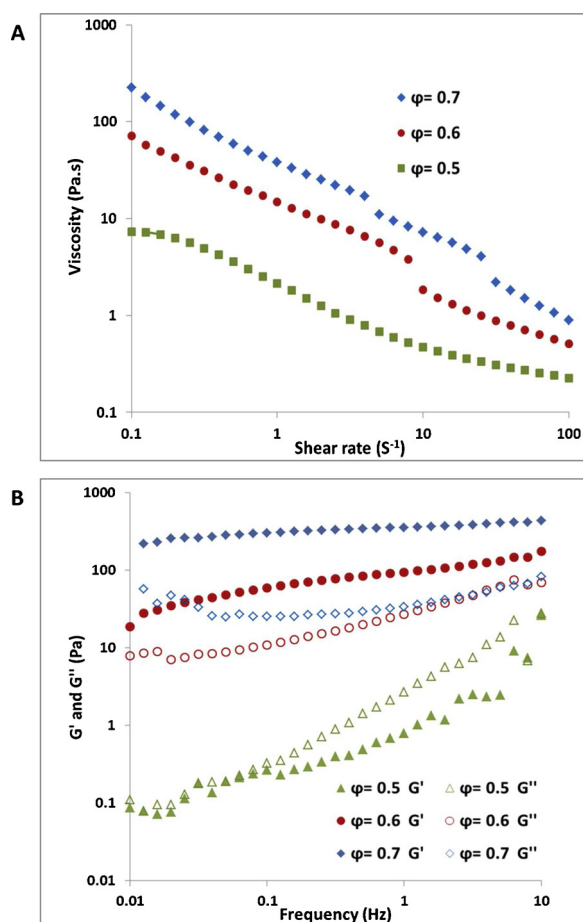 A
1000
100
10
1
0.1
Viscosity (Pa.s)
φ= 0.7
φ= 0.6
φ= 0.5
0.1 1 10 100
Shear rate (S⁻¹)
B
1000
100
10
1
0.1
0.01
G' and G'' (Pa)
φ= 0.5 G' φ= 0.5 G''
φ= 0.6 G' φ= 0.6 G''
φ= 0.7 G' φ= 0.7 G''
0.01 0.1 1 10
Frequency (Hz)